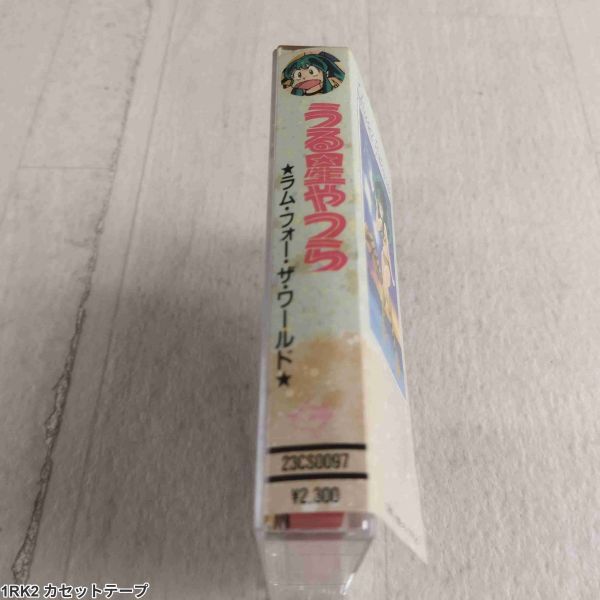 うる星やつら
★ラム・フォー・ザ・ワールド★
23CS0097
¥2,300
1RK2 カセットテープ